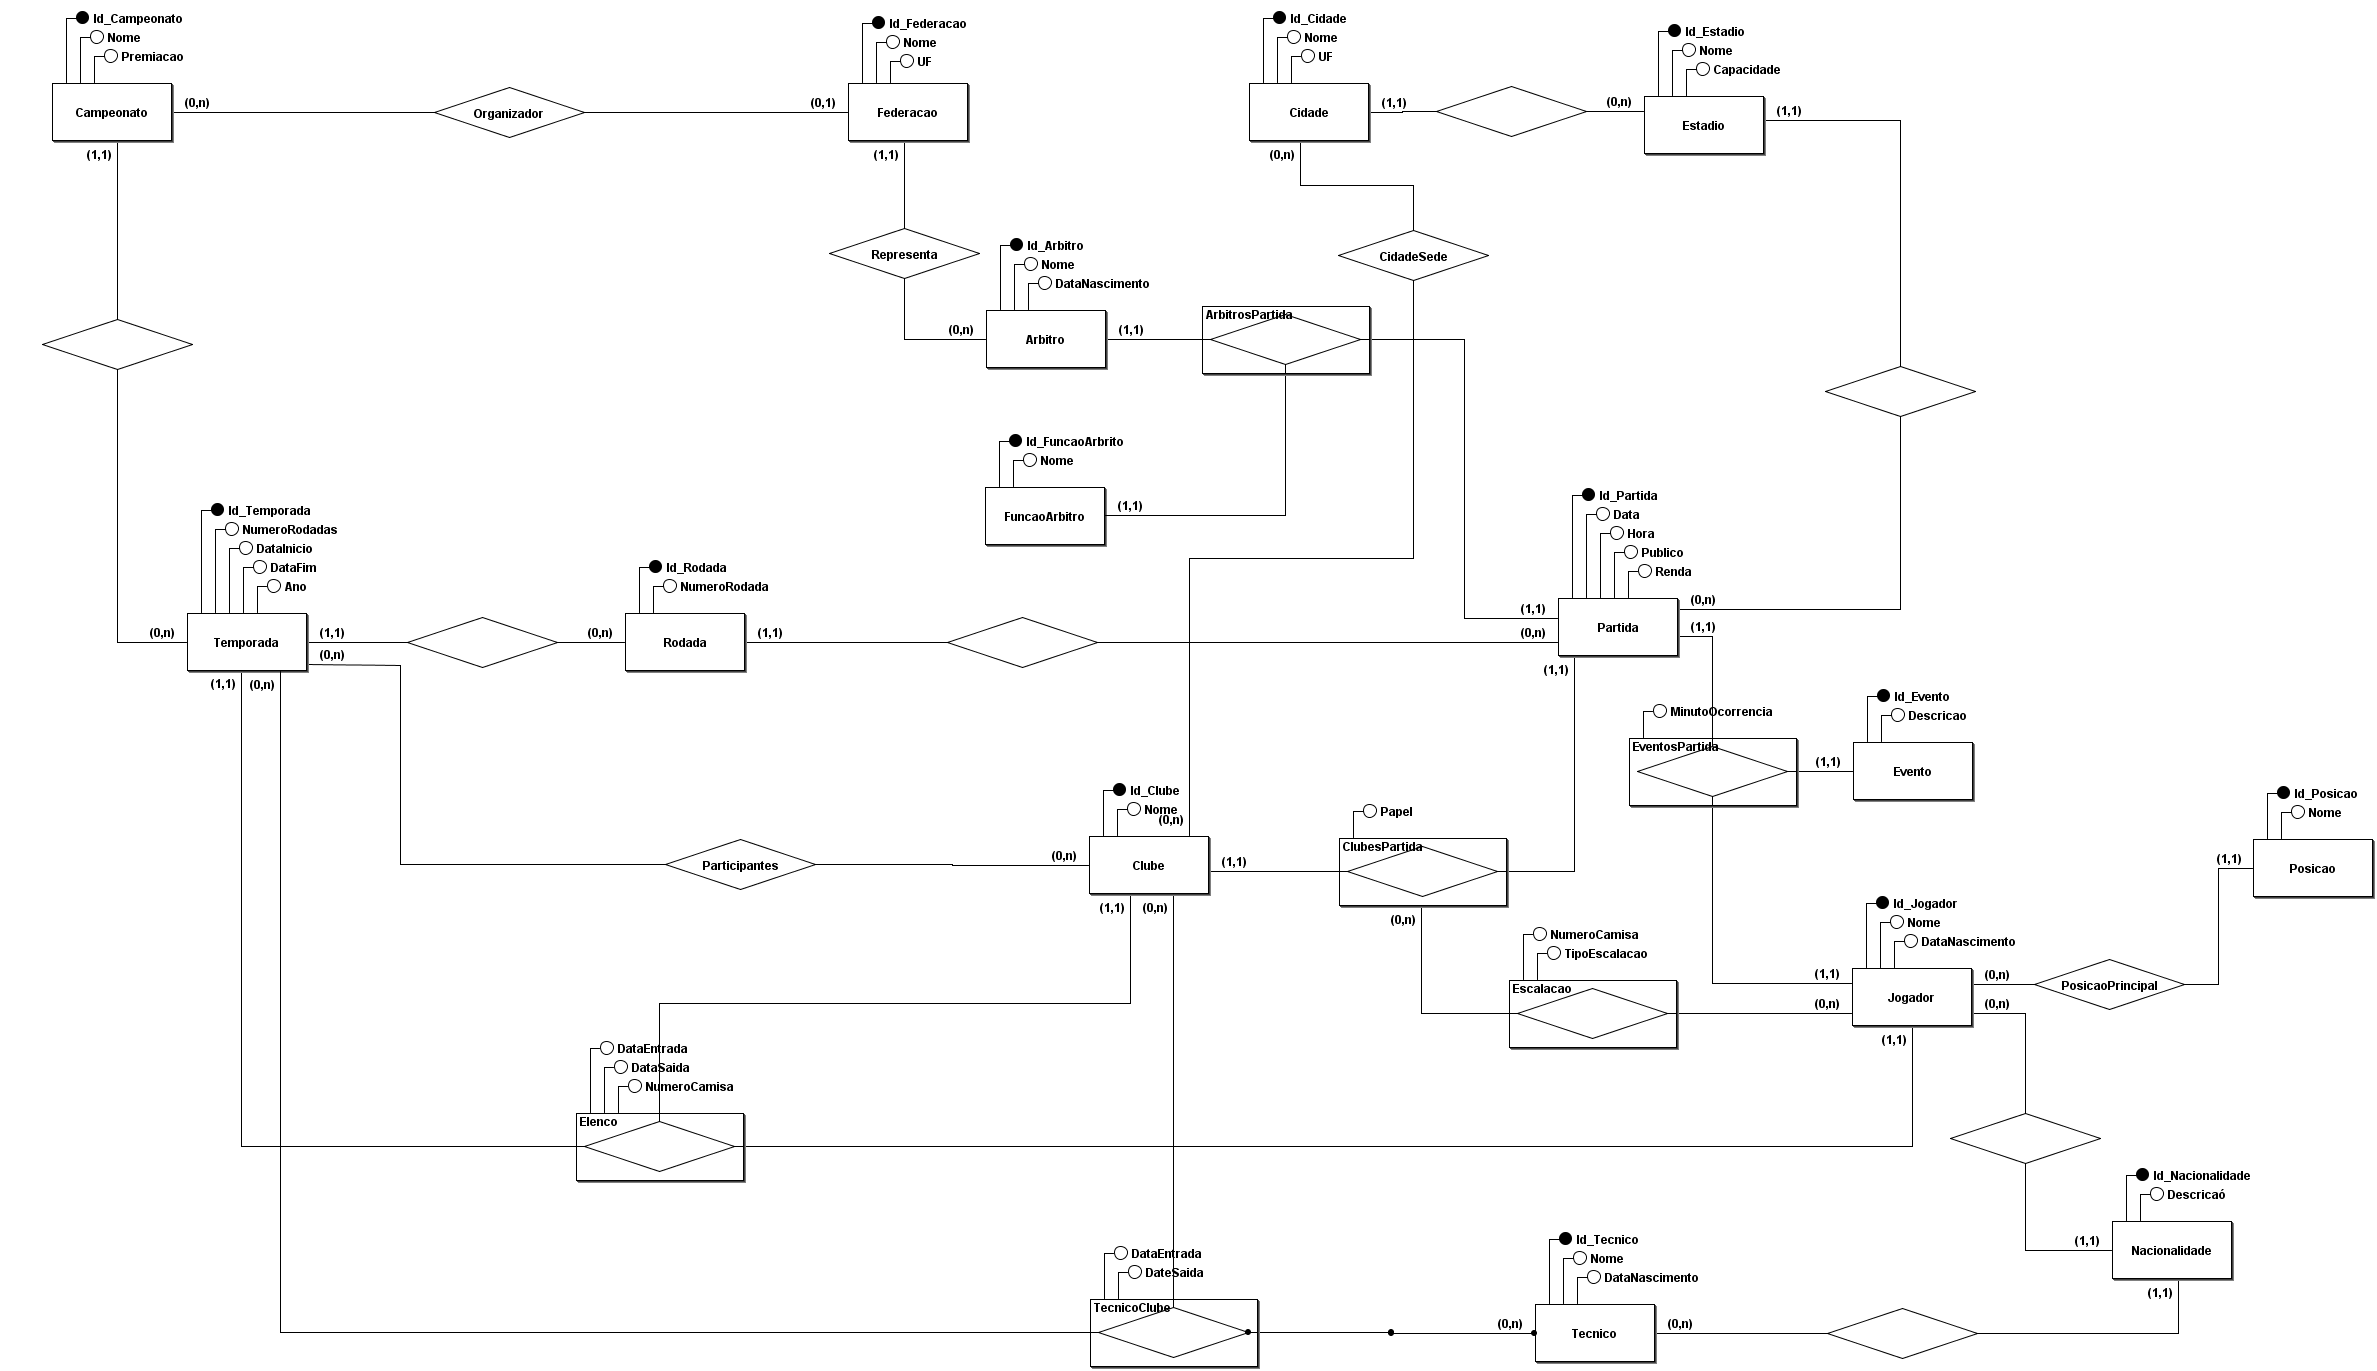 Id_Campeonato
Nome
Premiacao
Campeonato
(0,n)
(1,1)
Organizador
(0,1)
Id_Federacao
Nome
UF
Federacao
(1,1)
Id_Cidade
Nome
UF
Cidade
(1,1)
(0,n)
(0,n)
Id_Estadio
Nome
Capacidade
Estadio
(1,1)
Representa
CidadeSede
Id_Arbitro
Nome
DataNascimento
(0,n)
Arbitro
(1,1)
ArbitrosPartida
Id_FuncaoArbrito
Nome
FuncaoArbitro
(1,1)
Id_Temporada
NumeroRodadas
DataInicio
DataFim
Ano
(0,n)
Temporada
(1,1)
(0,n)
(1,1)
(0,n)
Id_Rodada
NumeroRodada
(0,n)
Rodada
(1,1)
Id_Partida
Data
Hora
Publico
Renda
(1,1)
(0,n)
Partida
(0,n)
(1,1)
(1,1)
MinutoOcorrencia
EventosPartida
(1,1)
Id_Evento
Descricao
Evento
Participantes
Id_Clube
Nome
(0,n)
(0,n)
Clube
(1,1)
(1,1)
(0,n)
Papel
ClubesPartida
(0,n)
Id_Posicao
Nome
(1,1)
Posicao
NumeroCamisa
TipoEscalacao
Escalacao
Id_Jogador
Nome
DataNascimento
(1,1)
(0,n)
Jogador
(0,n)
(0,n)
(1,1)
PosicaoPrincipal
DataEntrada
DataSaida
NumeroCamisa
Elenco
Id_Nacionalidade
Descricaó
(1,1)
Nacionalidade
(1,1)
DataEntrada
DateSaida
TecnicoClube
(0,n)
Id_Tecnico
Nome
DataNascimento
Tecnico
(0,n)